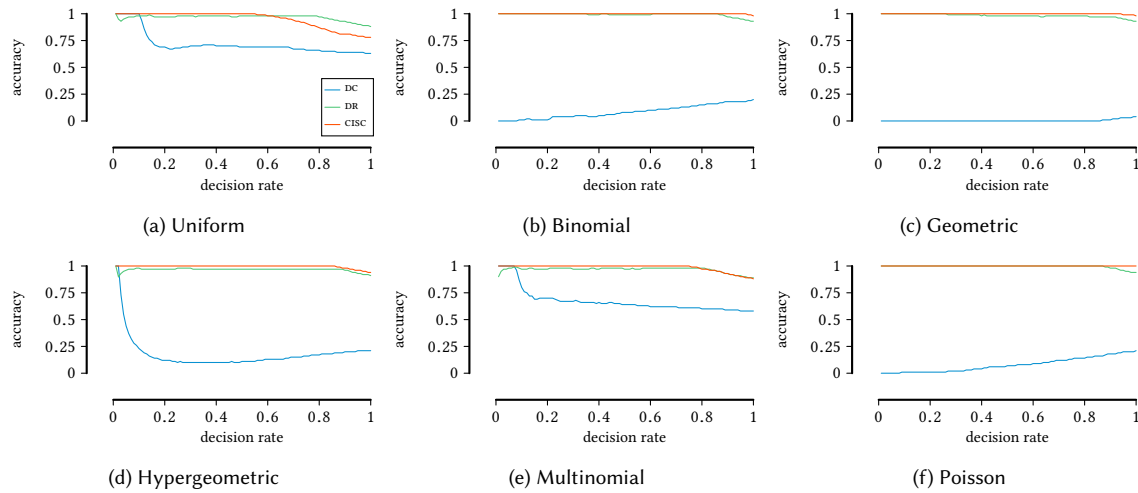 1
0.75
0.5
0.25
0
accuracy
DC
DR
CISC
0 0.2 0.4 0.6 0.8 1
decision rate
(a) Uniform
1
0.75
0.5
0.25
0
accuracy
0 0.2 0.4 0.6 0.8 1
decision rate
(b) Binomial
1
0.75
0.5
0.25
0
accuracy
0 0.2 0.4 0.6 0.8 1
decision rate
(c) Geometric
1
0.75
0.5
0.25
0
accuracy
0 0.2 0.4 0.6 0.8 1
decision rate
(d) Hypergeometric
1
0.75
0.5
0.25
0
accuracy
0 0.2 0.4 0.6 0.8 1
decision rate
(e) Multinomial
1
0.75
0.5
0.25
0
accuracy
0 0.2 0.4 0.6 0.8 1
decision rate
(f) Poisson